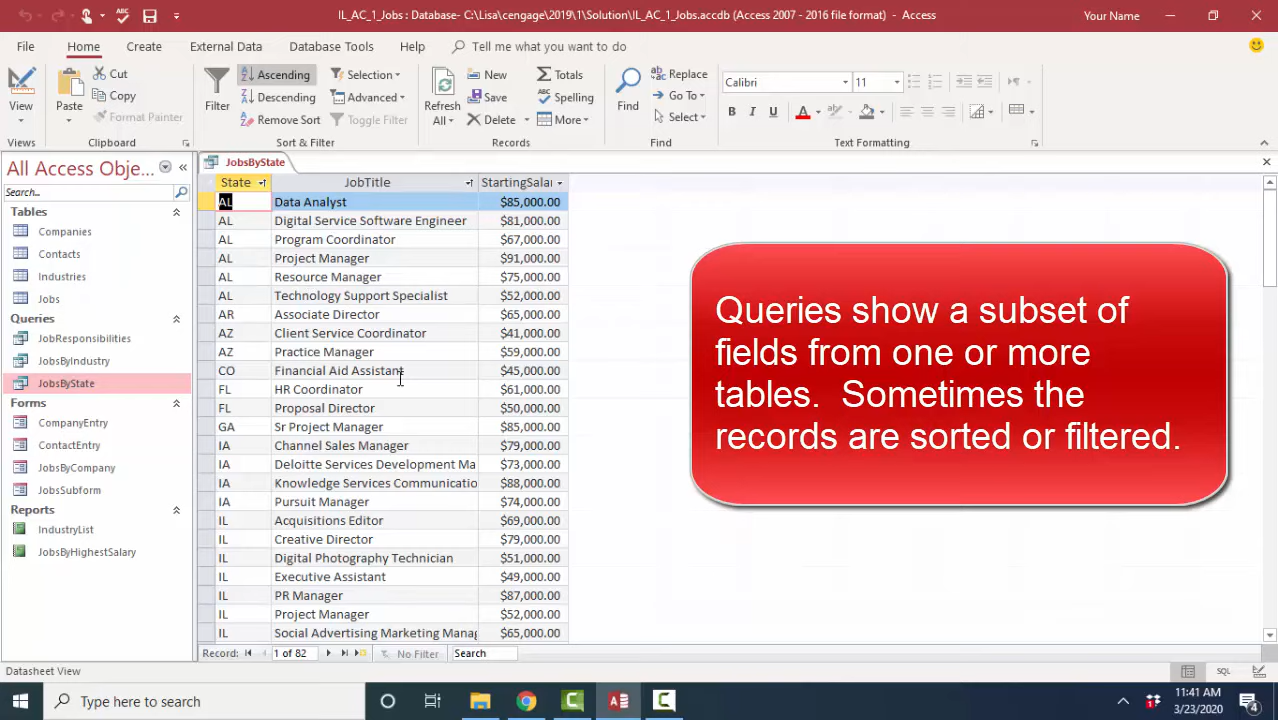 IL_AC_1_Jobs : Database- C:\Lisa\cengage\2019\1\Solution\IL_AC_1_Jobs.accdb (Access 2007 - 2016 file format) - Access
Your Name
File Home Create External Data Database Tools Help Tell me what you want to do
View
Views
Paste
Cut
Copy
Format Painter
Clipboard
Filter
Ascending
Descending
Remove Sort
Selection
Advanced
Toggle Filter
Sort & Filter
Refresh
All
New
Save
Delete
Totals
Spelling
More
Records
Find
Replace
Go To
Select
Find
Calibri 11
B I U A
Text Formatting
All Access Obje...
Search...
Tables
Companies
Contacts
Industries
Jobs
Queries
JobResponsibilities
JobsByIndustry
JobsByState
Forms
CompanyEntry
ContactEntry
JobsByCompany
JobsSubform
Reports
IndustryList
JobsByHighestSalary
JobsByState
State JobTitle StartingSalar
AL Data Analyst $85,000.00
AL Digital Service Software Engineer $81,000.00
AL Program Coordinator $67,000.00
AL Project Manager $91,000.00
AL Resource Manager $75,000.00
AL Technology Support Specialist $52,000.00
AR Associate Director $65,000.00
AZ Client Service Coordinator $41,000.00
AZ Practice Manager $59,000.00
CO Financial Aid Assistant $45,000.00
FL HR Coordinator $61,000.00
FL Proposal Director $50,000.00
GA Sr Project Manager $85,000.00
IA Channel Sales Manager $79,000.00
IA Deloitte Services Development Ma $73,000.00
IA Knowledge Services Communicatio $88,000.00
IA Pursuit Manager $74,000.00
IL Acquisitions Editor $69,000.00
IL Creative Director $79,000.00
IL Digital Photography Technician $51,000.00
IL Executive Assistant $49,000.00
IL PR Manager $87,000.00
IL Project Manager $52,000.00
IL Social Advertising Marketing Manag $65,000.00
Record: 1 of 82 No Filter Search
Queries show a subset of
fields from one or more
tables.  Sometimes the
records are sorted or filtered.
Datasheet View
SQL
Type here to search
11:41 AM
3/23/2020
4